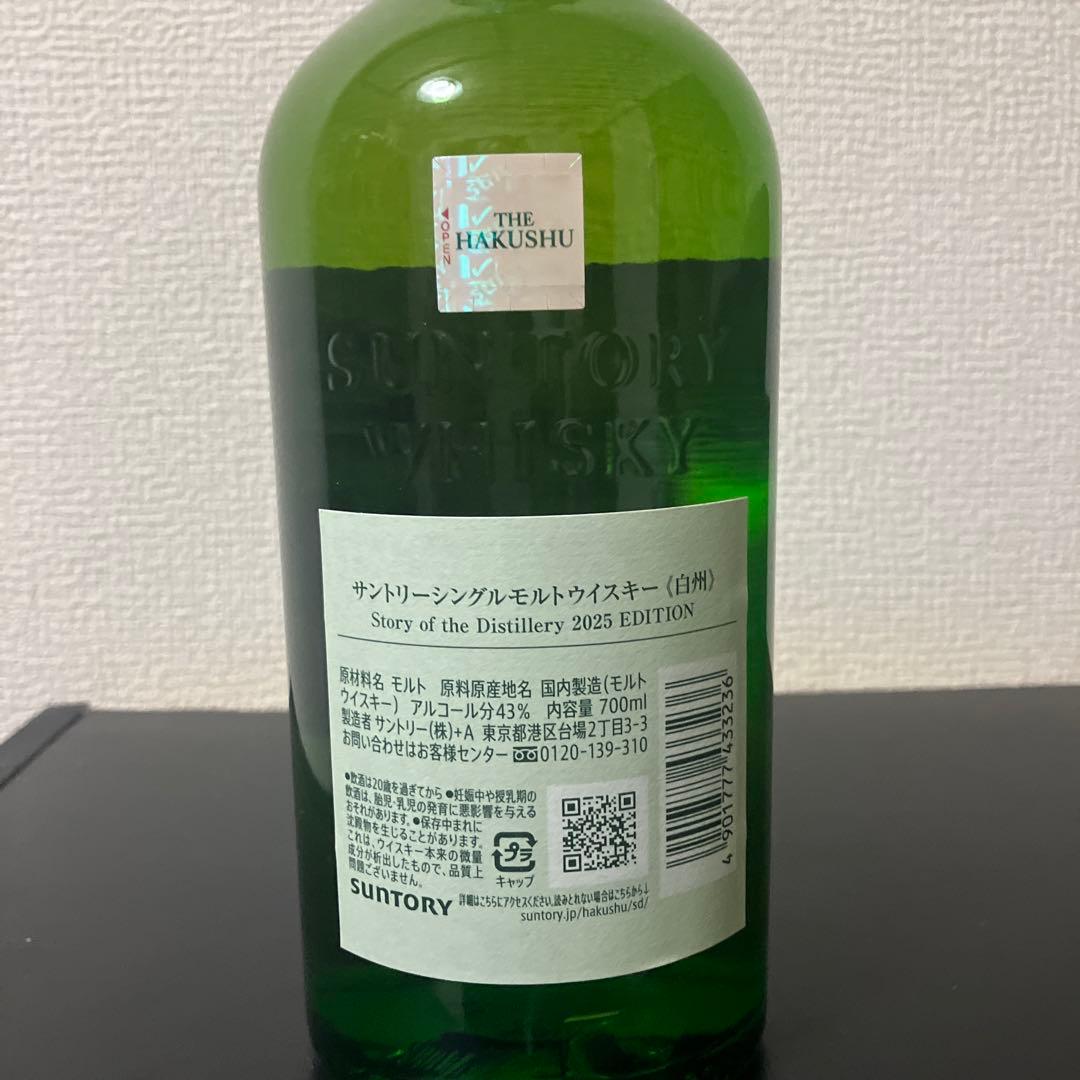 ◀OPEN
THE
HAKUSHU
SUNTORY
WHISKY
サントリーシングルモルトウイスキー《白州》
Story of the Distillery 2025 EDITION
原材料名 モルト 原料原産地名 国内製造(モルト
ウイスキー) アルコール分43% 内容量 700ml
製造者 サントリー(株)+A 東京都港区台場2丁目3-3
お問い合わせはお客様センター 0120-139-310
●飲酒は20歳を過ぎてから ●妊娠中や授乳期の
飲酒は、胎児・乳児の発育に悪影響を与える
おそれがあります。●保存中まれに
沈殿物を生じることがあります。
これは、ウイスキー本来の微量
成分が析出したもので、品質上
問題ございません。
プラ
キャップ
SUNTORY
詳細はこちらにアクセスください。読みとれない場合はこちらから↓
suntory.jp/hakushu/sd/
4 901777 433236